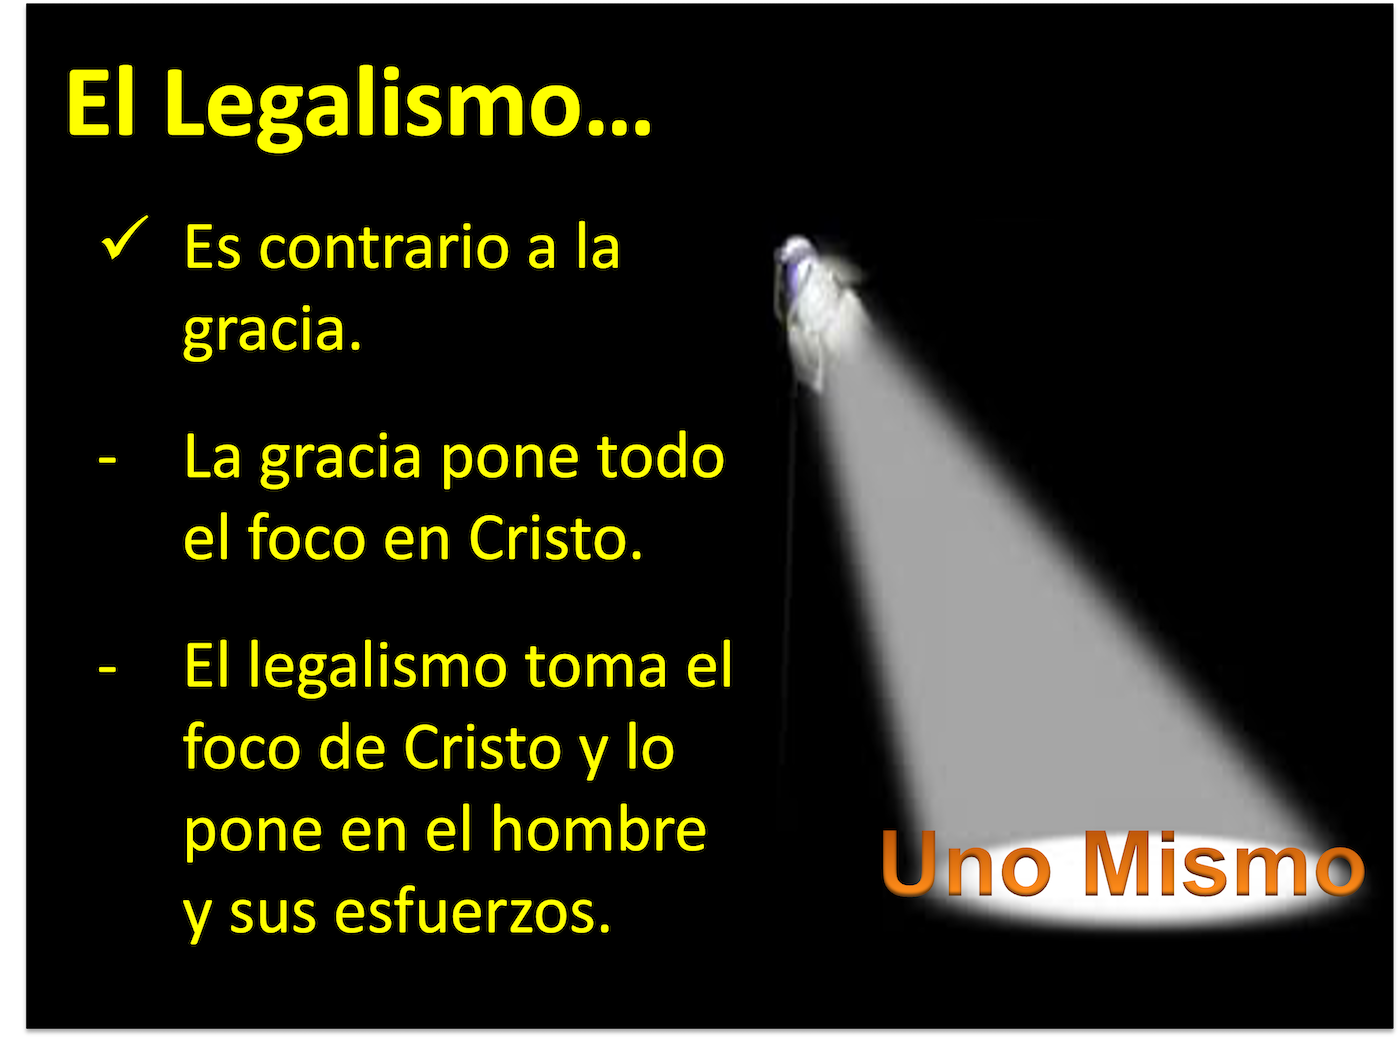 El Legalismo...
✓ Es contrario a la
gracia.
- La gracia pone todo
el foco en Cristo.
- El legalismo toma el
foco de Cristo y lo
pone en el hombre
y sus esfuerzos.
Uno Mismo